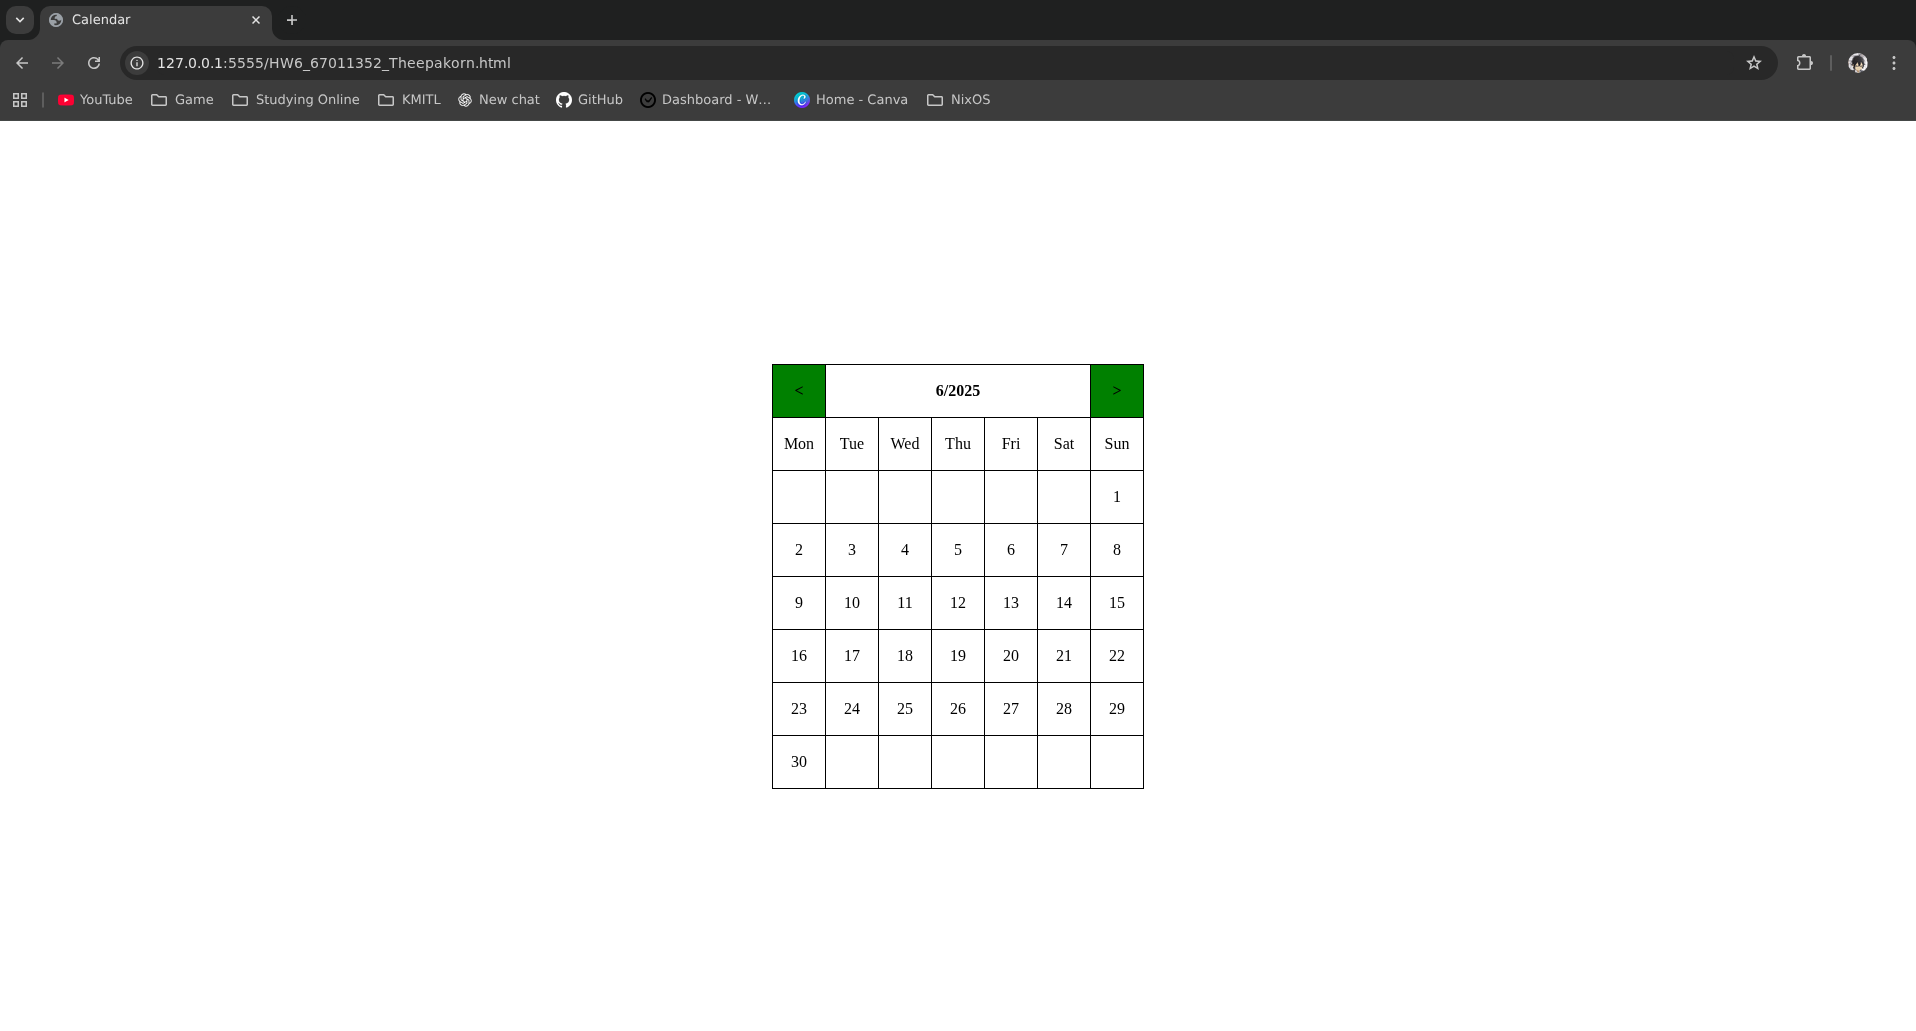 Calendar
127.0.0.1:5555/HW6_67011352_Theepakorn.html
YouTube Game Studying Online KMITL New chat GitHub Dashboard - W... Home - Canva NixOS
< 6/2025 >
Mon Tue Wed Thu Fri Sat Sun
1
2 3 4 5 6 7 8
9 10 11 12 13 14 15
16 17 18 19 20 21 22
23 24 25 26 27 28 29
30